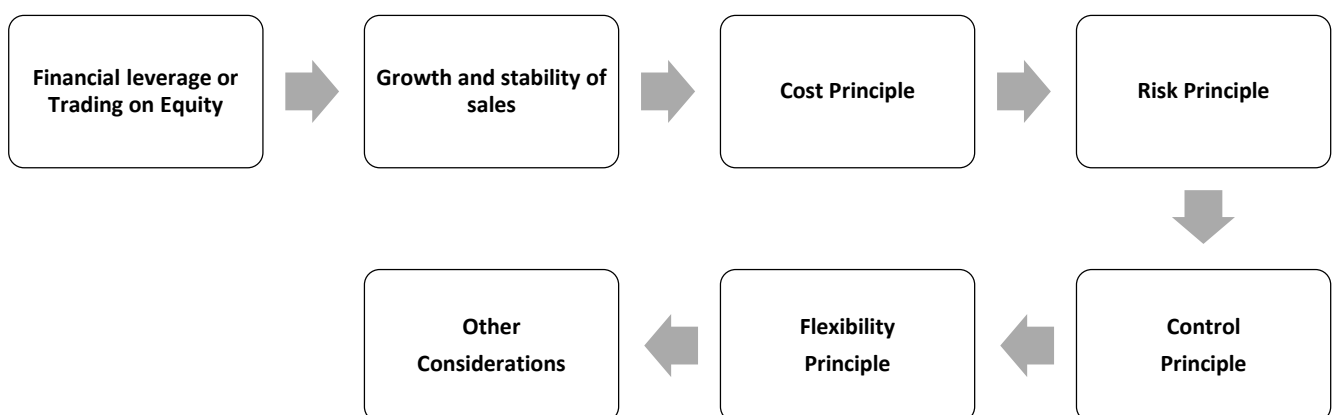 Financial leverage or
Trading on Equity
Growth and stability of
sales
Cost Principle
Risk Principle
Control
Principle
Flexibility
Principle
Other
Considerations